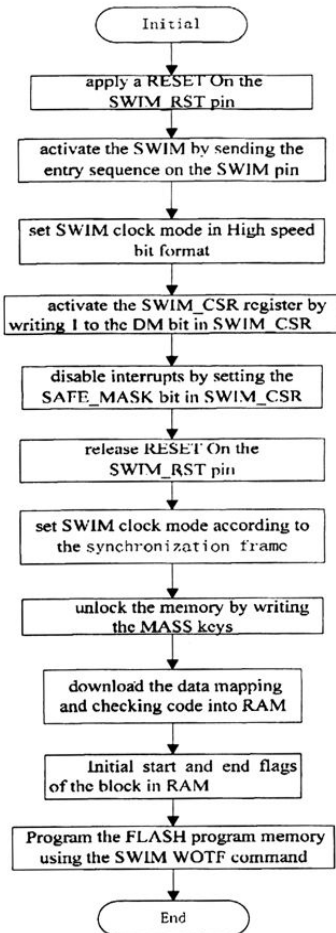 Initial
apply a RESET On the
SWIM_RST pin
activate the SWIM by sending the
entry sequence on the SWIM pin
set SWIM clock mode in High speed
bit format
activate the SWIM_CSR register by
writing 1 to the DM bit in SWIM_CSR
disable interrupts by setting the
SAFE_MASK bit in SWIM_CSR
release RESET On the
SWIM_RST pin
set SWIM clock mode according to
the synchronization frame
unlock the memory by writing
the MASS keys
download the data mapping
and checking code into RAM
Initial start and end flags
of the block in RAM
Program the FLASH program memory
using the SWIM WOTF command
End